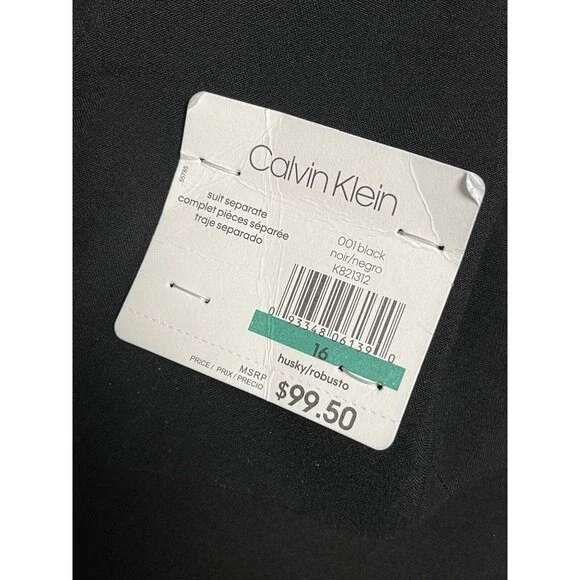 Calvin Klein
60785
suit separate
complet pièces séparée
traje separado
001 black
noir/negro
K821312
0 93348 06139 0
16
husky/robusto
MSRP
PRICE / PRIX / PRECIO
$99.50